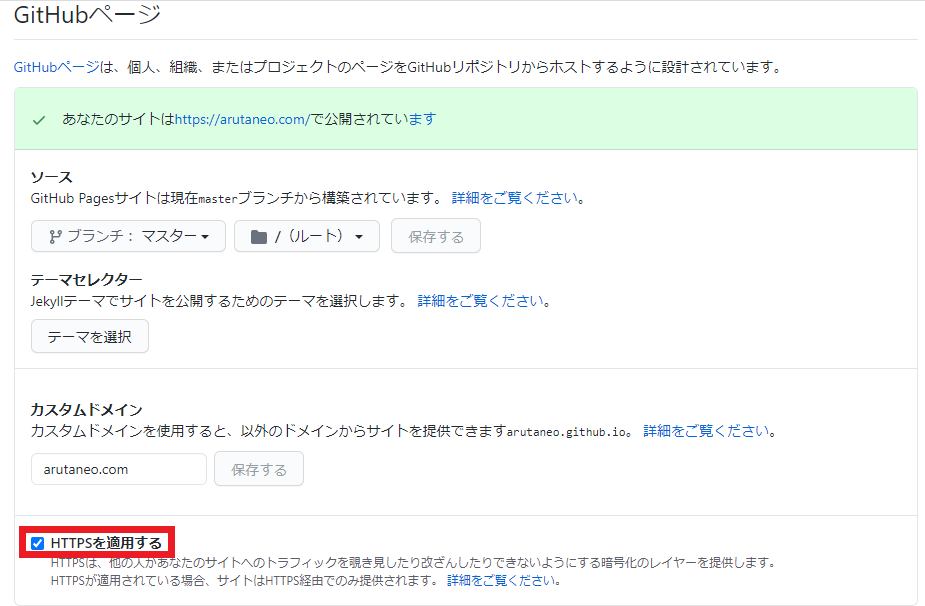 GitHubページ
GitHubページは、個人、組織、またはプロジェクトのページをGitHubリポジトリからホストするように設計されています。
あなたのサイトはhttps://arutaneo.com/で公開されています
ソース
GitHub Pagesサイトは現在masterブランチから構築されています。 詳細をご覧ください。
ブランチ： マスター
/（ルート）
保存する
テーマセレクター
Jekyllテーマでサイトを公開するためのテーマを選択します。 詳細をご覧ください。
テーマを選択
カスタムドメイン
カスタムドメインを使用すると、以外のドメインからサイトを提供できますarutaneo.github.io。 詳細をご覧ください。
arutaneo.com
保存する
HTTPSを適用する
HTTPSは、他の人があなたのサイトへのトラフィックを覗き見したり改ざんしたりできないようにする暗号化のレイヤーを提供します。
HTTPSが適用されている場合、サイトはHTTPS経由でのみ提供されます。 詳細をご覧ください。